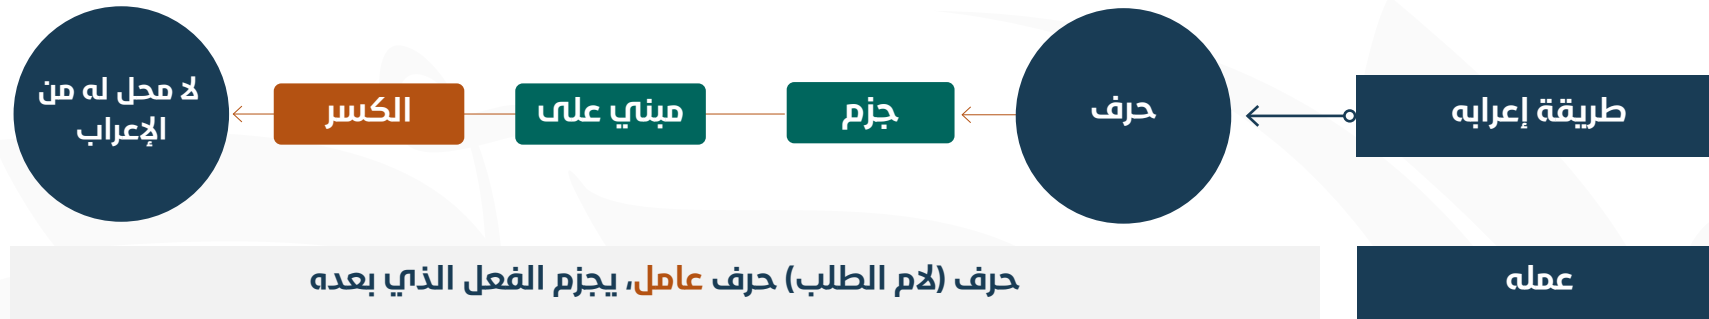 طريقة إعرابه
حرف
جزم
مبني على
الكسر
لا محل له من
الإعراب
عمله
حرف (لام الطلب) حرف عامل، يجزم الفعل الذي بعده